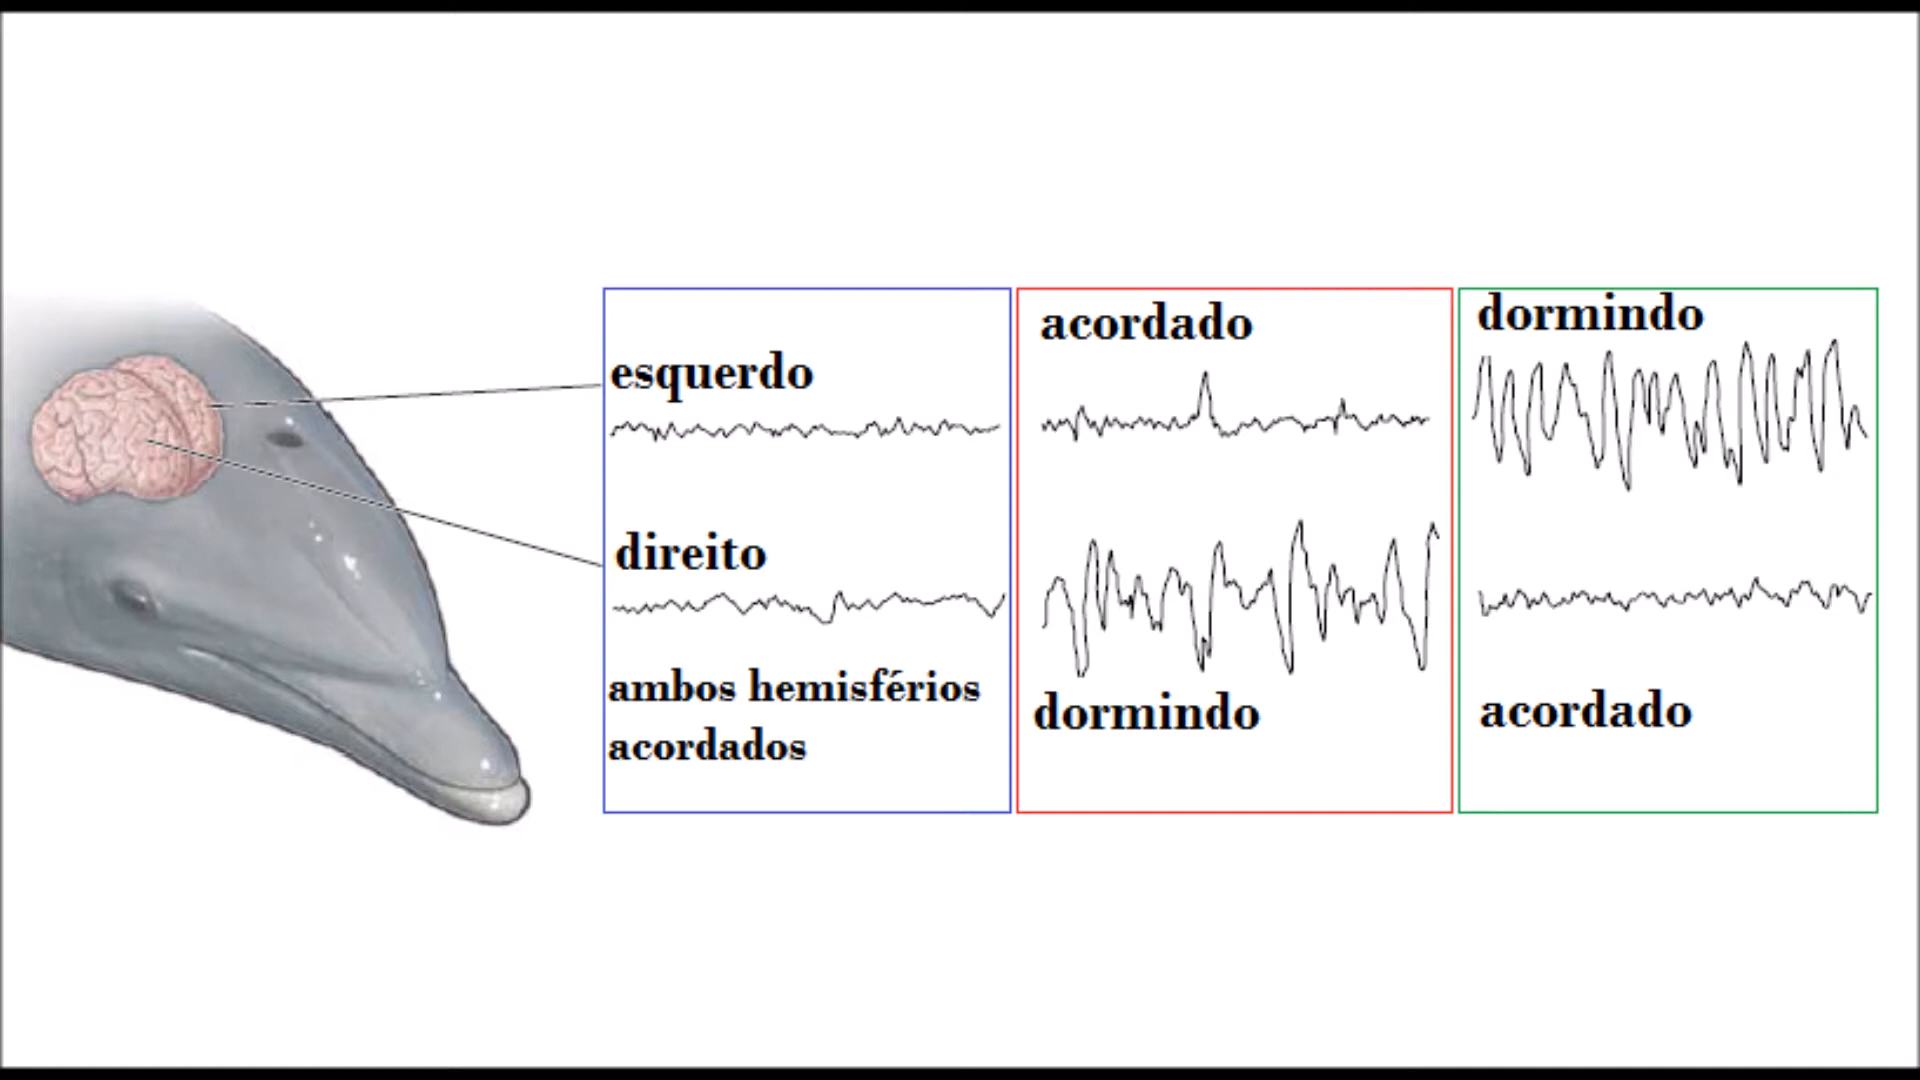 esquerdo
direito
ambos hemisférios
acordados
acordado
dormindo
dormindo
acordado